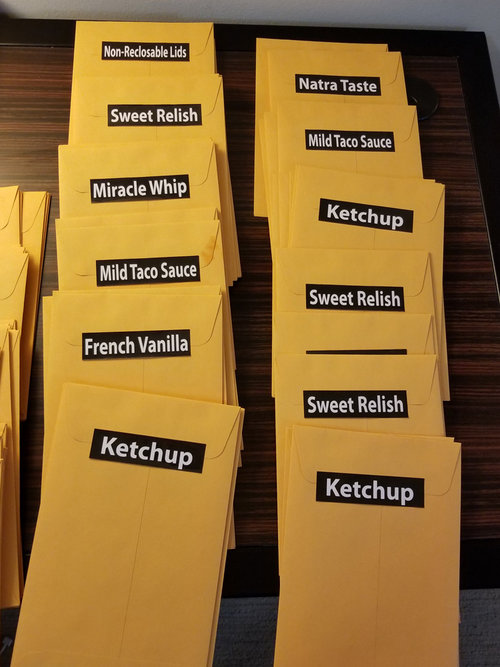 Non-Reclosable Lids
Sweet Relish
Miracle Whip
Mild Taco Sauce
French Vanilla
Ketchup
Natra Taste
Mild Taco Sauce
Ketchup
Sweet Relish
Sweet Relish
Ketchup